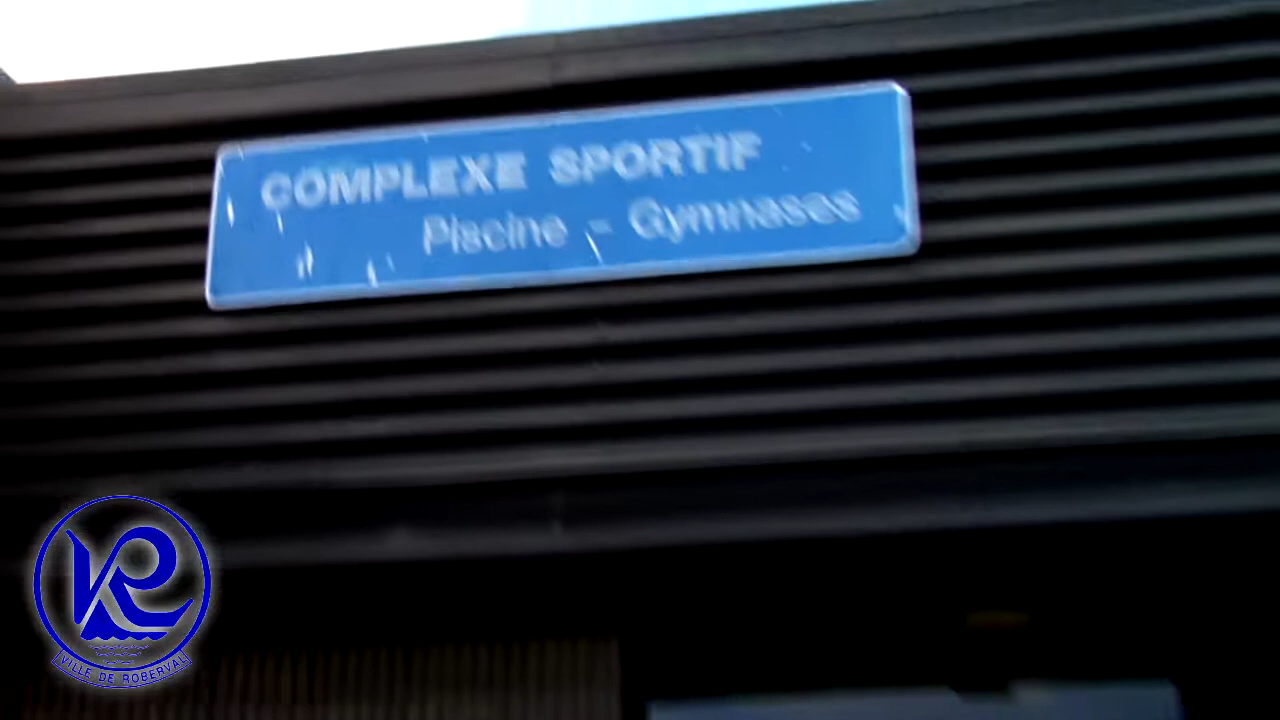 COMPLEXE SPORTIF
Piscine - Gymnases
VILLE DE ROBERVAL